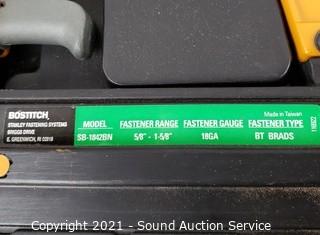 BOSTITCH
STANLEY FASTENING SYSTEMS
BRIGGS DRIVE
E. GREENWICH, RI 02818
MODEL
SB-1842BN
FASTENER RANGE
5/8" - 1-5/8"
FASTENER GAUGE
18GA
Made in Taiwan
FASTENER TYPE
BT BRADS
Copyright © 2021 - Sound Auction Service